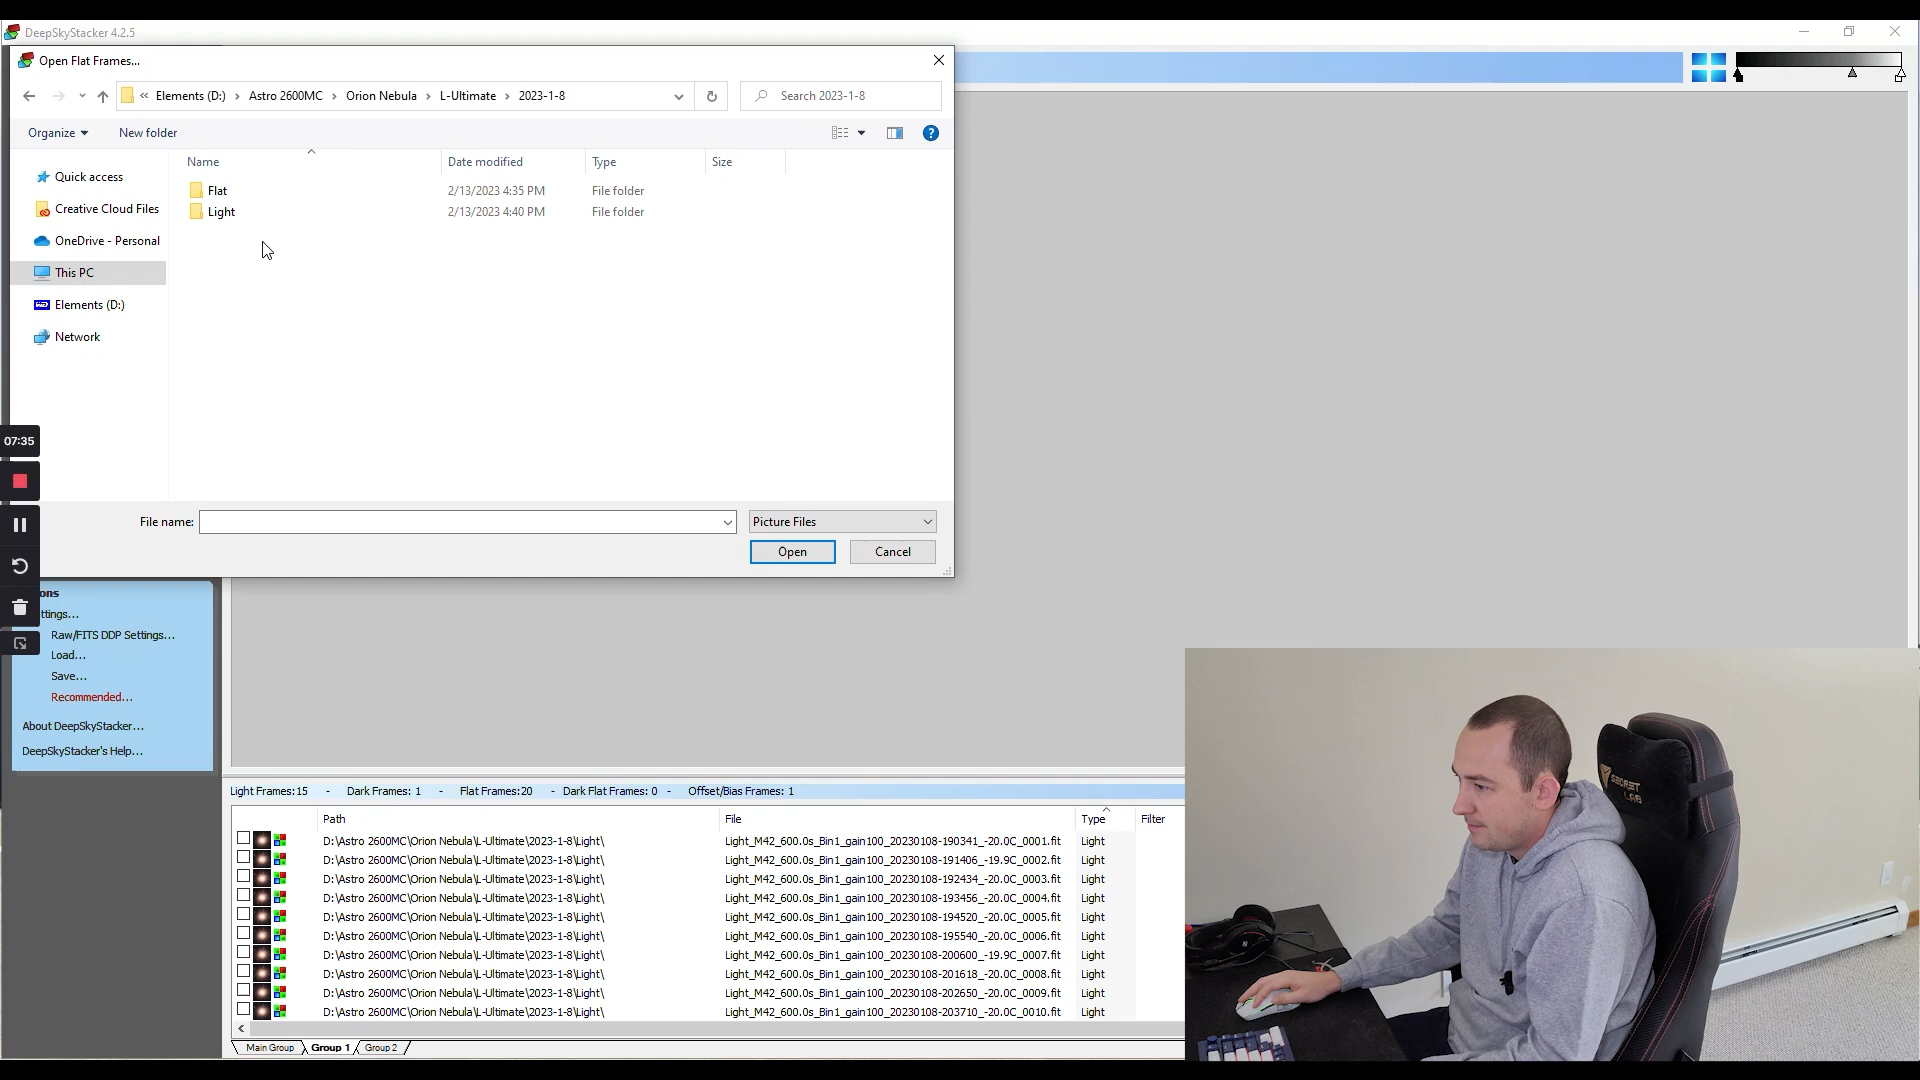 DeepSkyStacker 4.2.5
Open Flat Frames...
« Elements (D:) › Astro 2600MC › Orion Nebula › L-Ultimate › 2023-1-8
Search 2023-1-8
Organize
New folder
Name Date modified Type Size
Quick access
Creative Cloud Files
OneDrive - Personal
This PC
Elements (D:)
Network
Flat 2/13/2023 4:35 PM File folder
Light 2/13/2023 4:40 PM File folder
07:35
File name:
Picture Files
Open
Cancel
ons
ttings...
Raw/FITS DDP Settings...
Load...
Save...
Recommended...
About DeepSkyStacker...
DeepSkyStacker's Help...
Light Frames:15 - Dark Frames: 1 - Flat Frames:20 - Dark Flat Frames: 0 - Offset/Bias Frames: 1
Path File Type Filter
D:\Astro 2600MC\Orion Nebula\L-Ultimate\2023-1-8\Light\ Light_M42_600.0s_Bin1_gain100_20230108-190341_-20.0C_0001.fit Light
D:\Astro 2600MC\Orion Nebula\L-Ultimate\2023-1-8\Light\ Light_M42_600.0s_Bin1_gain100_20230108-191406_-19.9C_0002.fit Light
D:\Astro 2600MC\Orion Nebula\L-Ultimate\2023-1-8\Light\ Light_M42_600.0s_Bin1_gain100_20230108-192434_-20.0C_0003.fit Light
D:\Astro 2600MC\Orion Nebula\L-Ultimate\2023-1-8\Light\ Light_M42_600.0s_Bin1_gain100_20230108-193456_-20.0C_0004.fit Light
D:\Astro 2600MC\Orion Nebula\L-Ultimate\2023-1-8\Light\ Light_M42_600.0s_Bin1_gain100_20230108-194520_-20.0C_0005.fit Light
D:\Astro 2600MC\Orion Nebula\L-Ultimate\2023-1-8\Light\ Light_M42_600.0s_Bin1_gain100_20230108-195540_-20.0C_0006.fit Light
D:\Astro 2600MC\Orion Nebula\L-Ultimate\2023-1-8\Light\ Light_M42_600.0s_Bin1_gain100_20230108-200600_-19.9C_0007.fit Light
D:\Astro 2600MC\Orion Nebula\L-Ultimate\2023-1-8\Light\ Light_M42_600.0s_Bin1_gain100_20230108-201618_-20.0C_0008.fit Light
D:\Astro 2600MC\Orion Nebula\L-Ultimate\2023-1-8\Light\ Light_M42_600.0s_Bin1_gain100_20230108-202650_-20.0C_0009.fit Light
D:\Astro 2600MC\Orion Nebula\L-Ultimate\2023-1-8\Light\ Light_M42_600.0s_Bin1_gain100_20230108-203710_-20.0C_0010.fit Light
Main Group Group 1 Group 2
SECRET
LAB